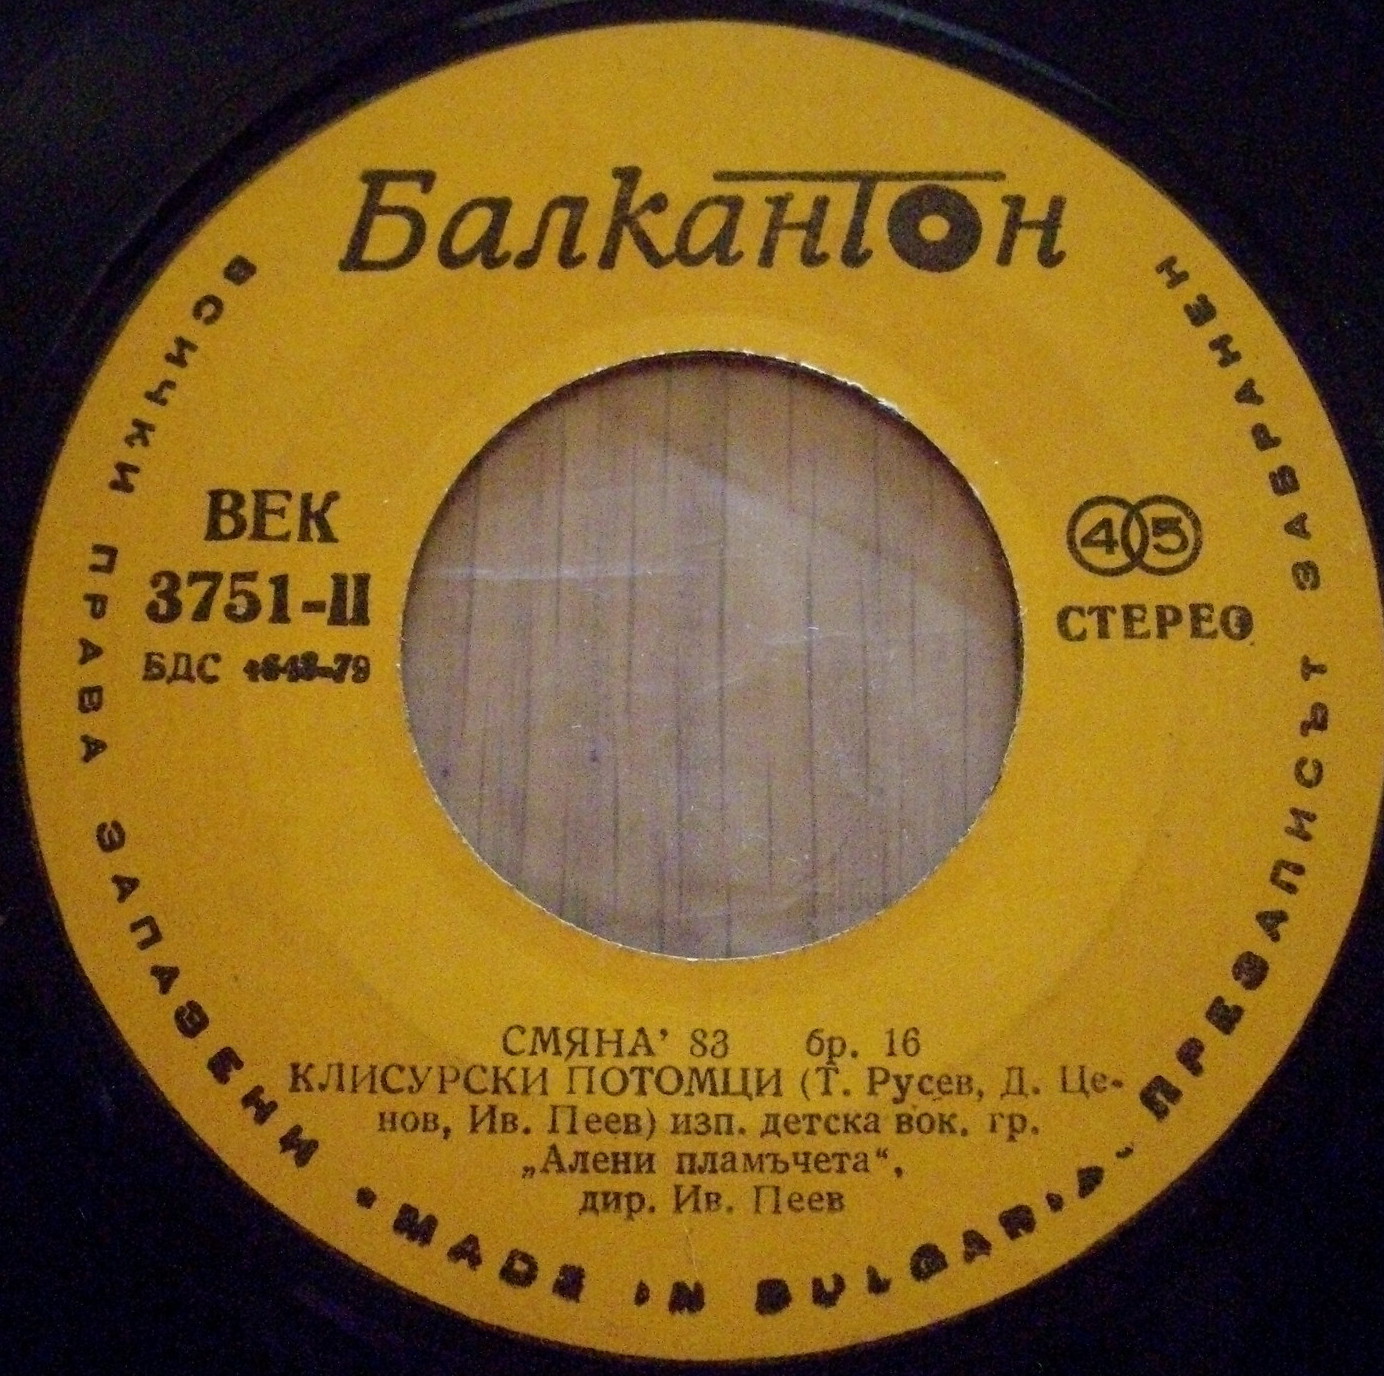 Балкантон
ВЕК
3751-II
БДС
45
СТЕРЕО
СМЯНА' 83 бр. 16
КЛИСУРСКИ ПОТОМЦИ (Т. Русев, Д. Це-
нов, Ив. Пеев) изп. детска вок. гр.
„Алени пламъчета“,
дир. Ив. Пеев
ВСИЧКИ ПРАВА ЗАПАЗЕНИ • MADE IN BULGARIA • ПРЕЗАПИСЪТ ЗАБРАНЕН